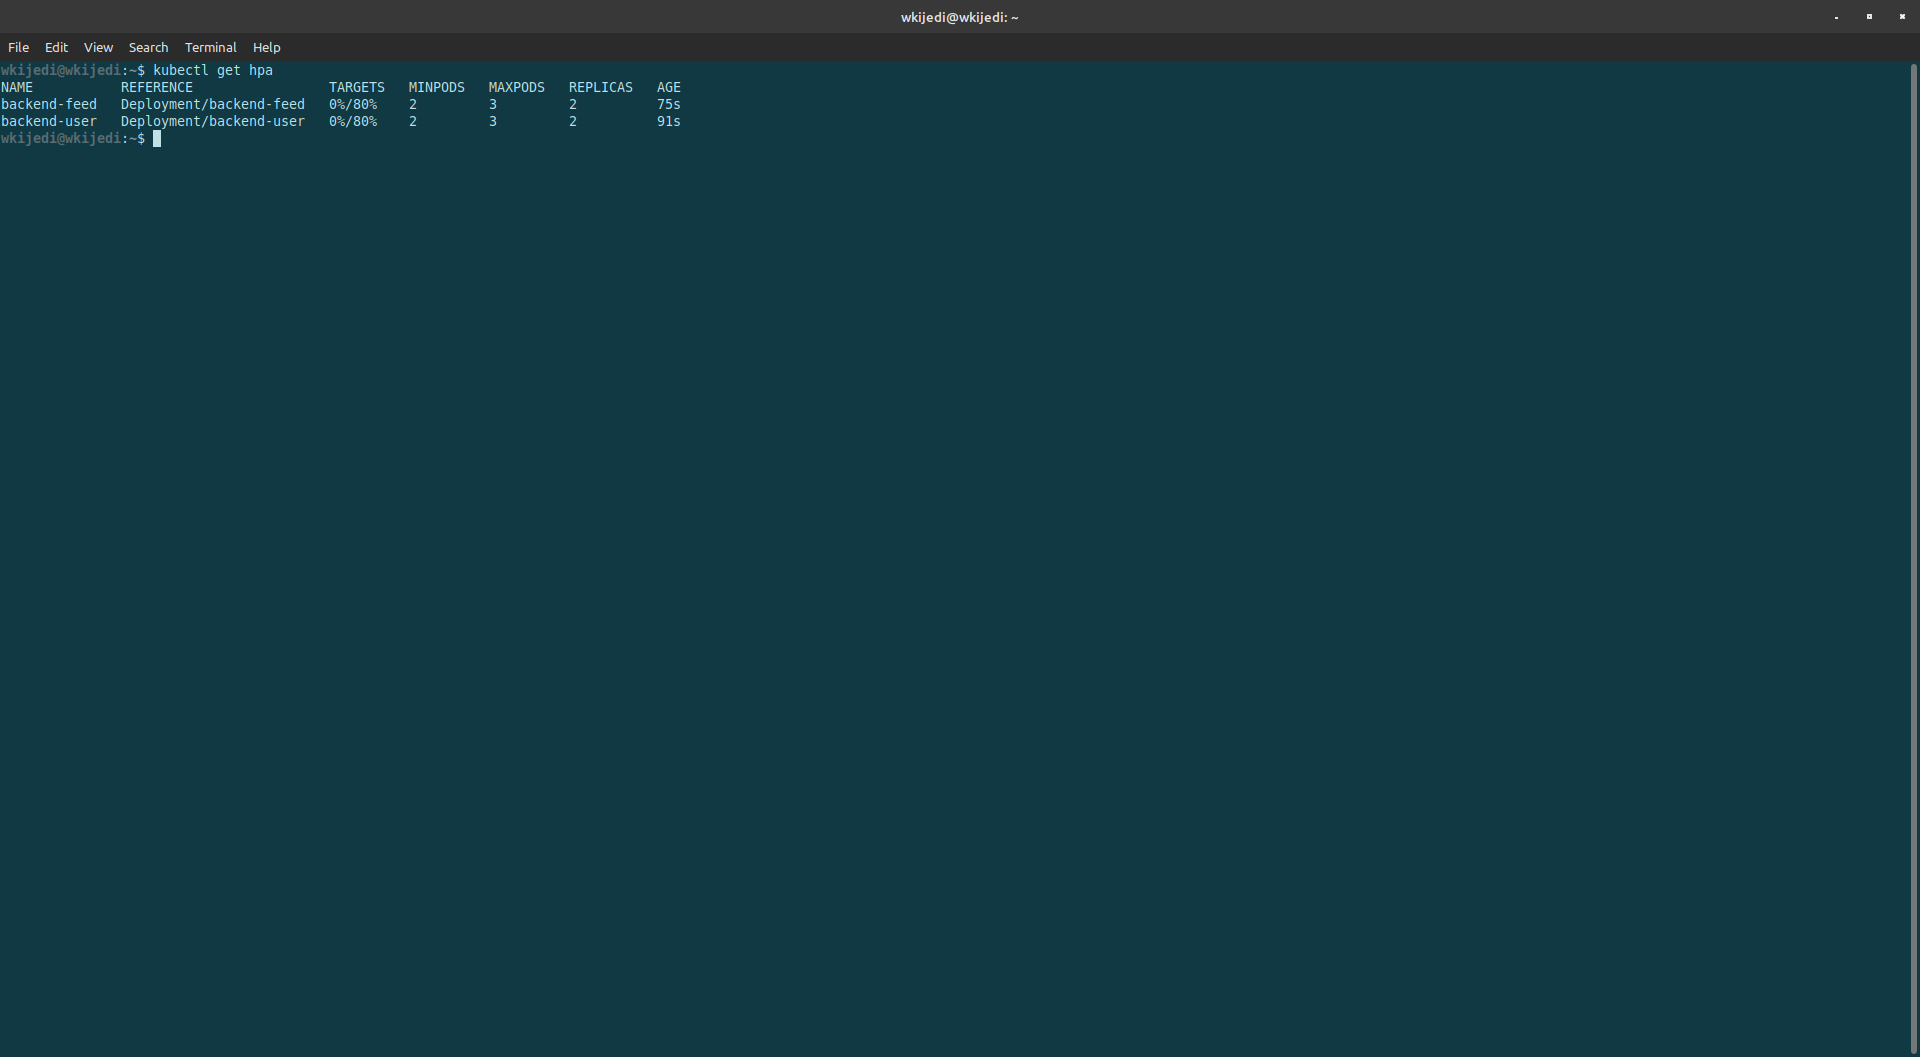 wkijedi@wkijedi: ~
File Edit View Search Terminal Help
wkijedi@wkijedi:~$ kubectl get hpa
NAME REFERENCE TARGETS MINPODS MAXPODS REPLICAS AGE
backend-feed Deployment/backend-feed 0%/80% 2 3 2 75s
backend-user Deployment/backend-user 0%/80% 2 3 2 91s
wkijedi@wkijedi:~$